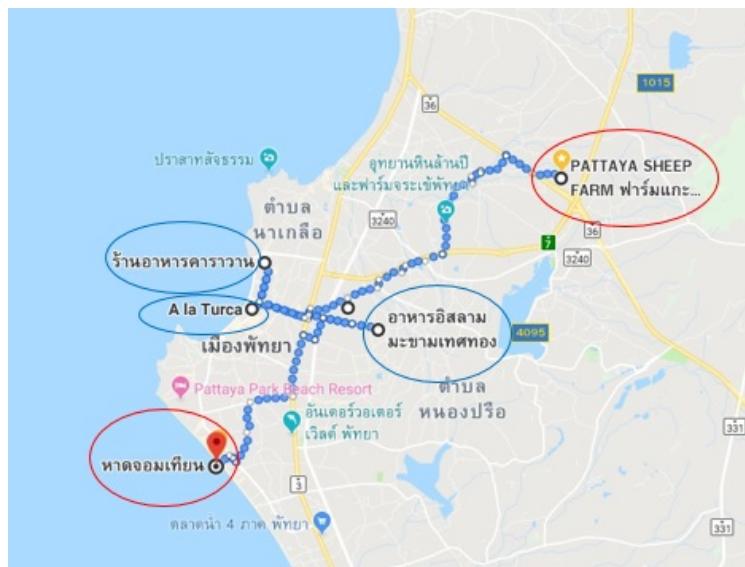 1015
36
ปราสาทสัจธรรม
อุทยานหินล้านปี
และฟาร์มจระเข้พัทยา
PATTAYA SHEEP
FARM ฟาร์มแกะ...
ตำบล
นาเกลือ
3240
36
7
3240
ร้านอาหารคาราวาน
A la Turca
อาหารอิสลาม
มะขามเทศทอง
4095
เมืองพัทยา
Pattaya Park Beach Resort
ตำบล
หนองปรือ
อันเดอร์วอเตอร์
เวิลด์ พัทยา
331
หาดจอมเทียน
3
ตลาดน้ำ 4 ภาค พัทยา
331